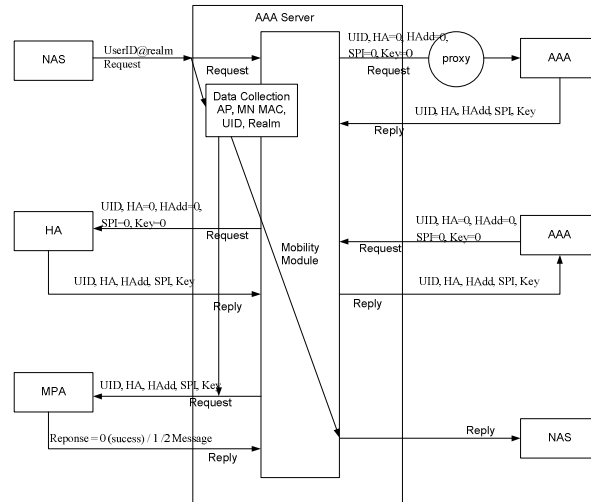 AAA Server
UID, HA=0, HAdd=0,
SPI=0, Key=0
Request
proxy
AAA
NAS
UserID@realm
Request
Request
Data Collection
AP, MN MAC,
UID, Realm
UID, HA, HAdd, SPI, Key
Reply
UID, HA=0, HAdd=0,
SPI=0, Key=0
Request
HA
UID, HA, HAdd, SPI, Key
Reply
Mobility
Module
UID, HA=0, HAdd=0,
SPI=0, Key=0
Request
AAA
UID, HA, HAdd, SPI, Key
Reply
MPA
UID, HA, HAdd, SPI, Key
Request
Reponse = 0 (sucess) / 1 /2 Message
Reply
Reply
NAS